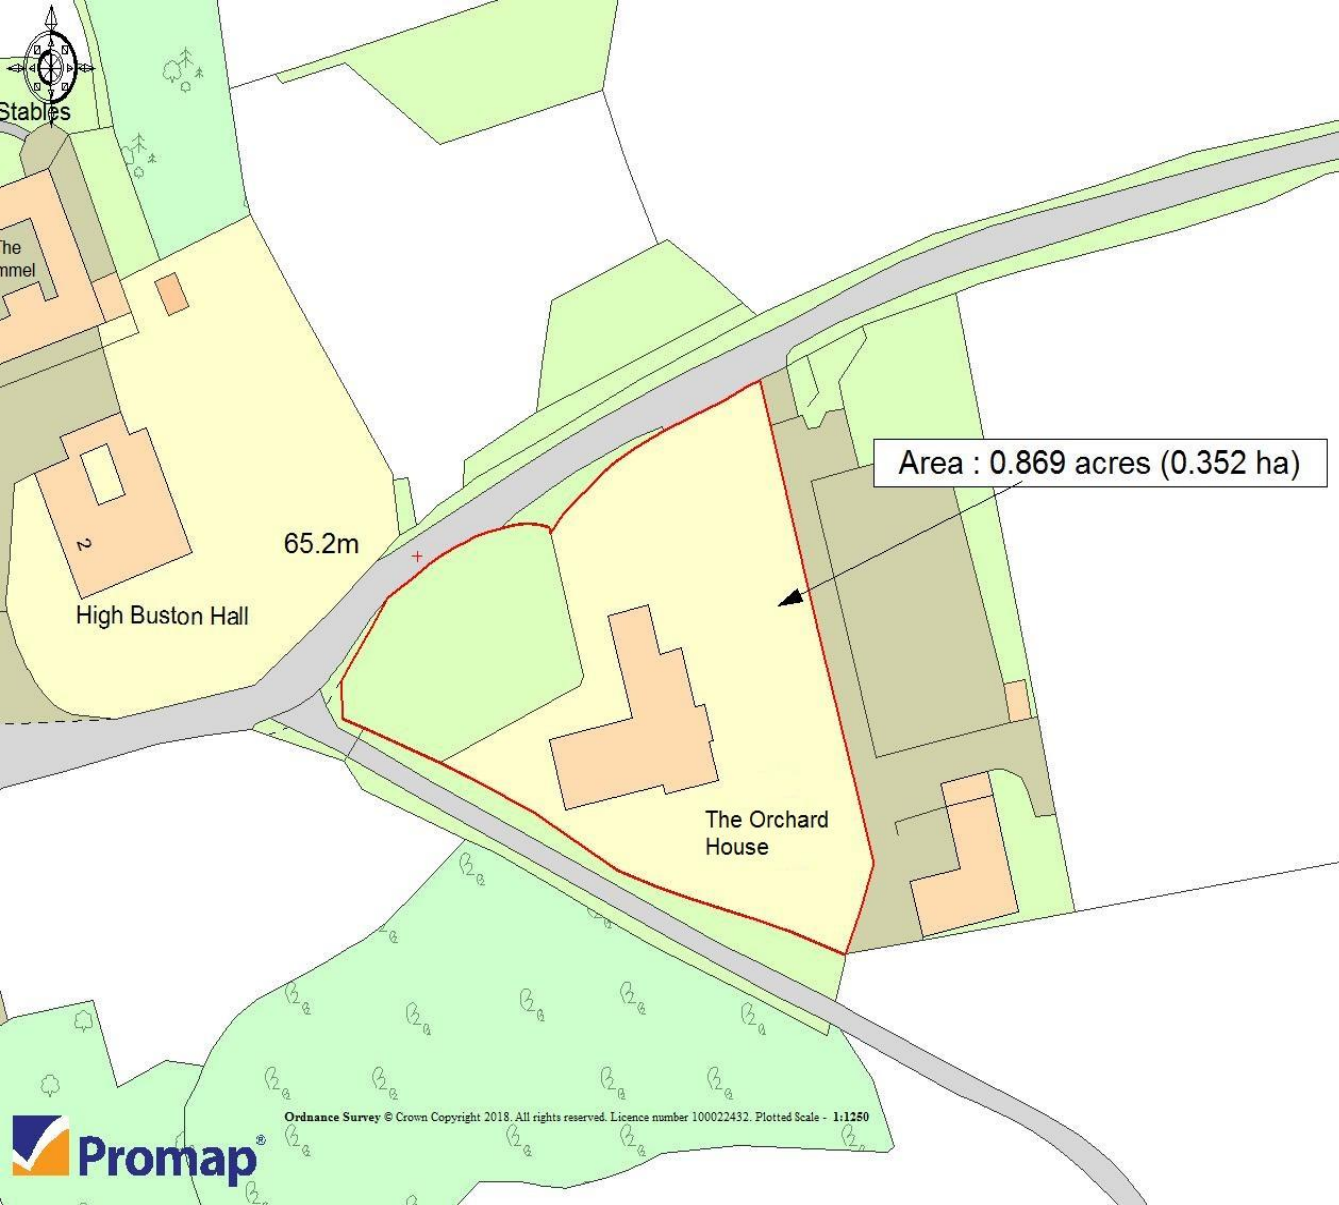 Stables
The
mmel
Area : 0.869 acres (0.352 ha)
65.2m
2
High Buston Hall
The Orchard
House
Ordnance Survey © Crown Copyright 2018. All rights reserved. Licence number 100022432. Plotted Scale - 1:1250
Promap®